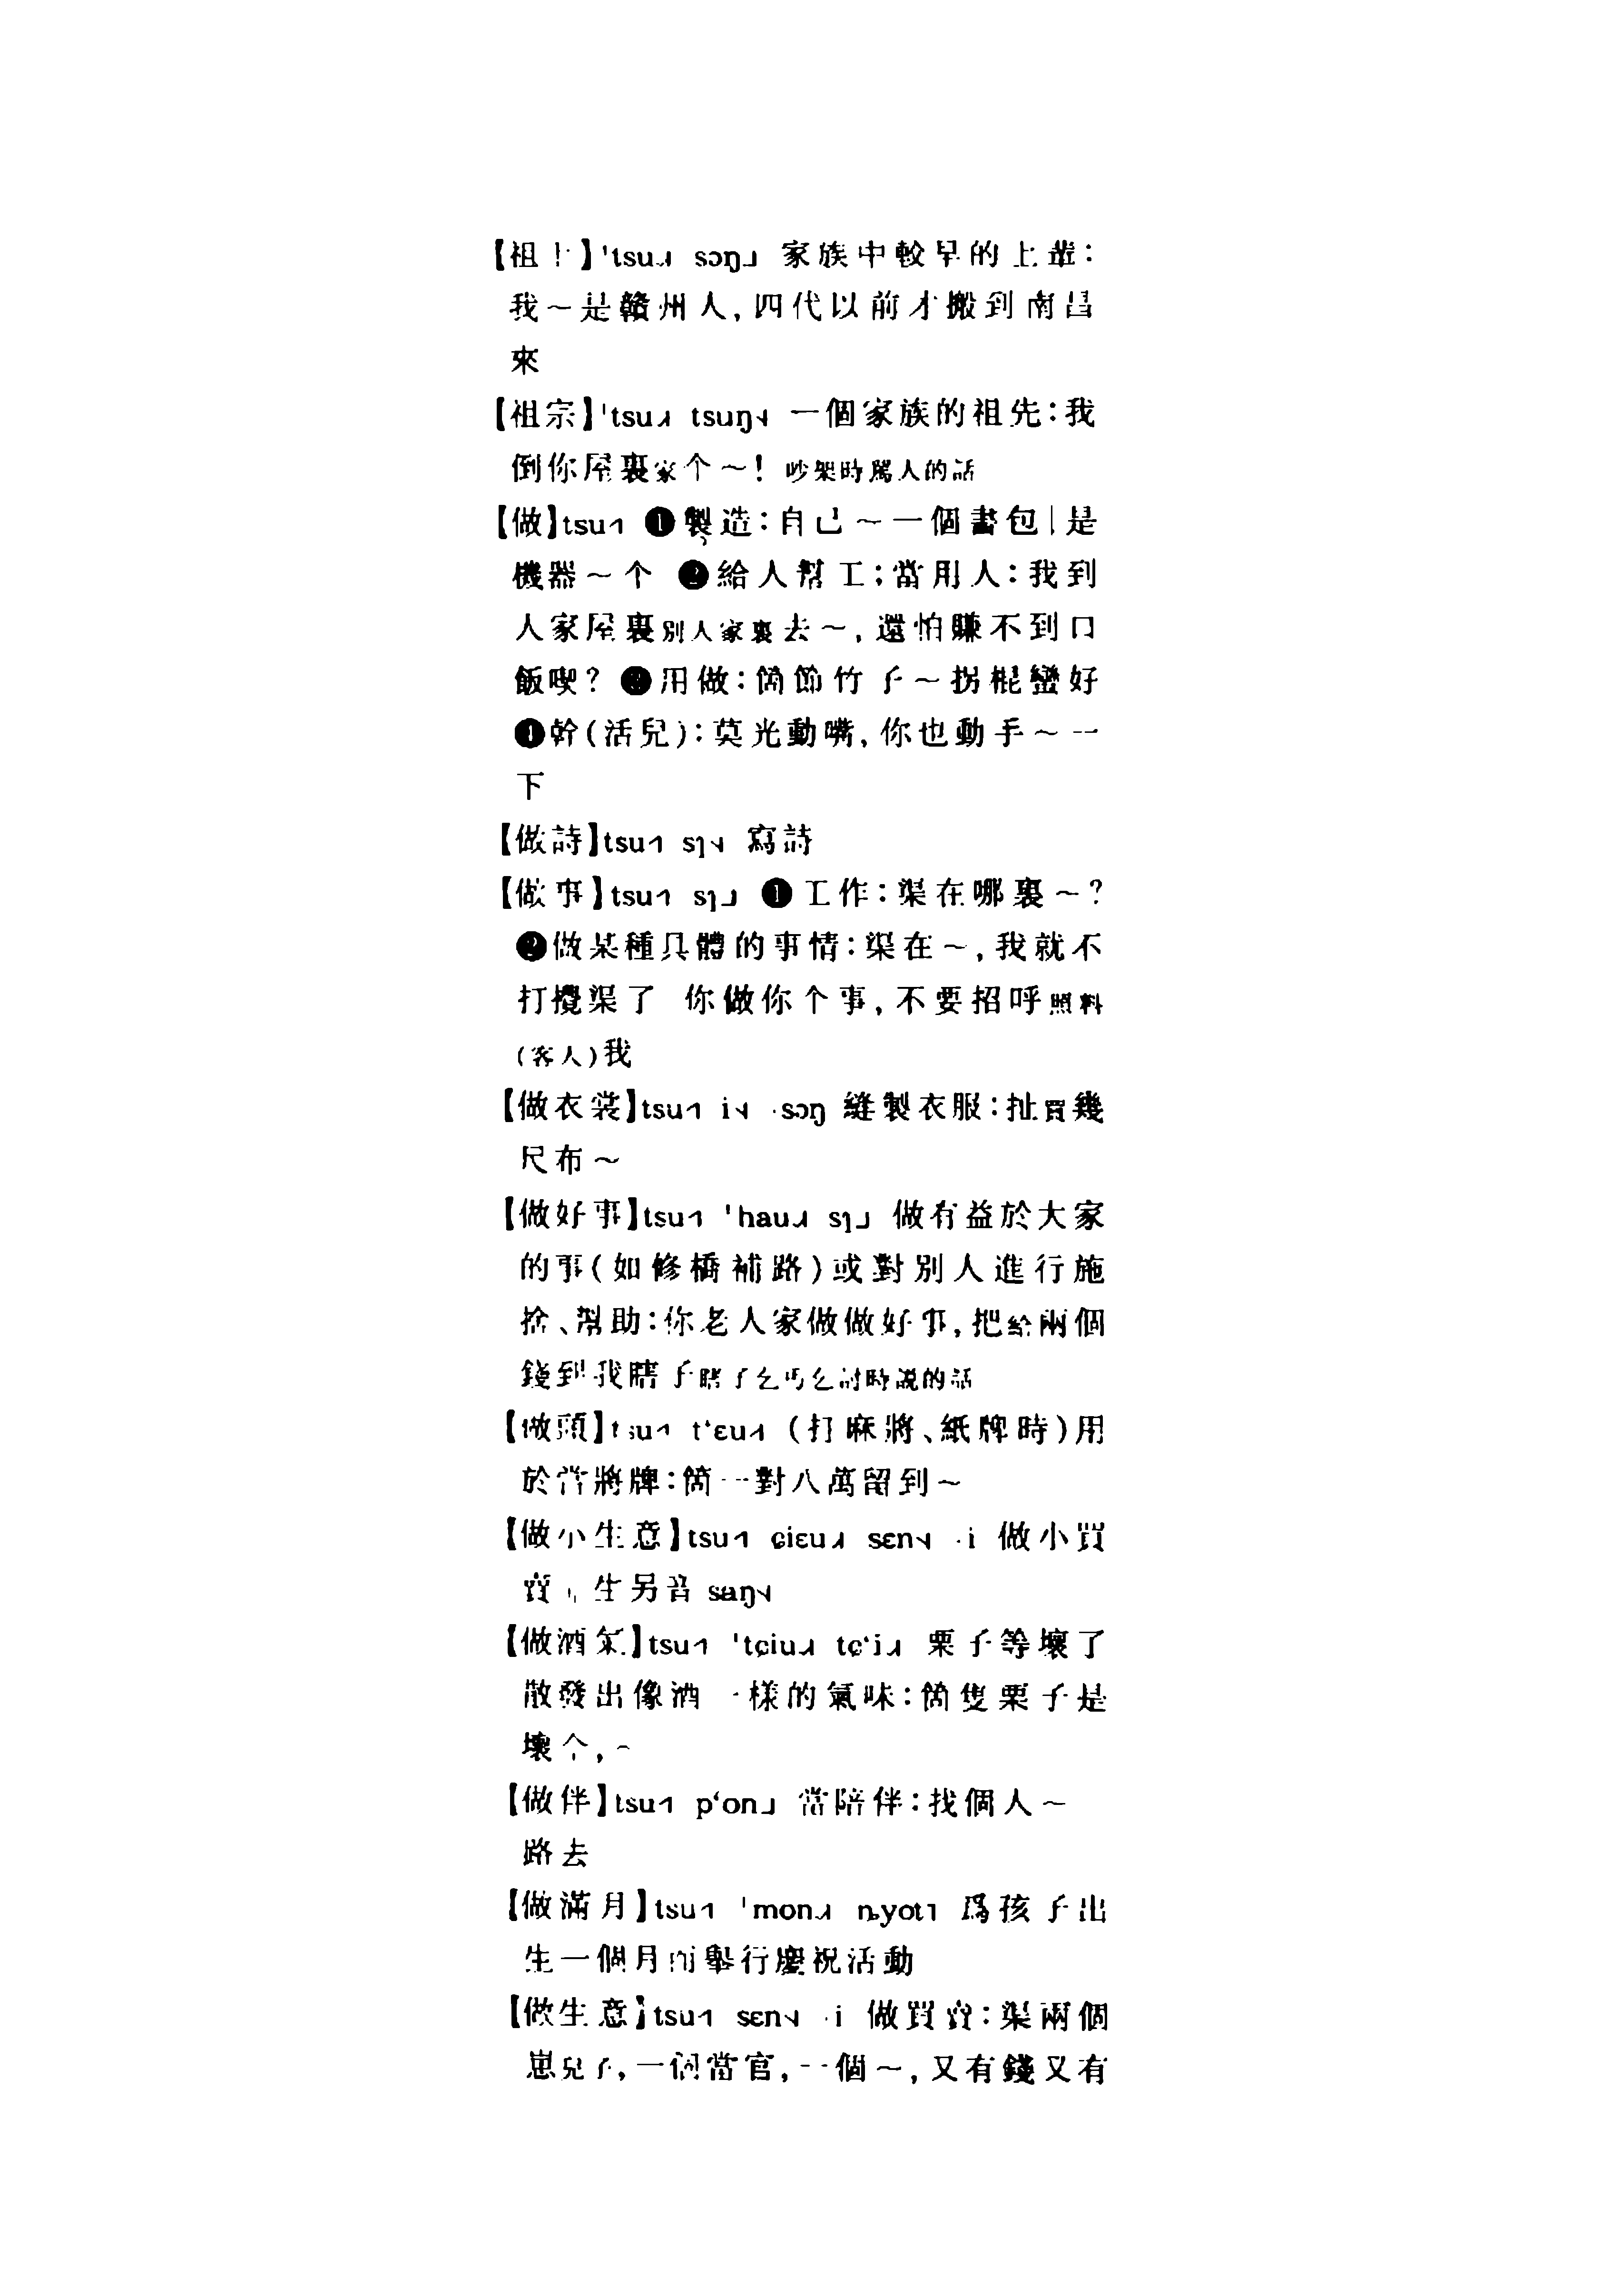 【祖上】ˈtsu˩˧ sɔŋ˩ 家族中較早的上輩：
我～是贛州人，四代以前才搬到南昌
來
【祖宗】ˈtsu˩˧ tsuŋ˦˨ 一個家族的祖先：我
倒你屋裏家个～！ 吵架時駡人的話
【做】tsu˦˥ ❶製造：自己～一個書包｜是
機器～个 ❷給人幫工；當用人：我到
人家屋裏別人家裏去～，還怕賺不到口
飯喫？ ❸用做：箇節竹子～拐棍蠻好
❹幹（活兒）：莫光動嘴，你也動手～一
下
【做詩】tsu˦˥ sɿ˦˨ 寫詩
【做事】tsu˦˥ sɿ˩ ❶工作：渠在哪裏～？
❷做某種具體的事情：渠在～，我就不
打攪渠了 你做你个事，不要招呼照料
（客人）我
【做衣裳】tsu˦˥ i˦˨ ·sɔŋ 縫製衣服：扯買幾
尺布～
【做好事】tsu˦˥ ˈhau˩˧ sɿ˩ 做有益於大家
的事（如修橋補路）或對別人進行施
捨、幫助：你老人家做做好事，把給兩個
錢到我瞎子瞎子乞丐乞討時説的話
【做頭】tsu˦˥ t‘ɛu˨˦ （打麻將、紙牌時）用
於當將牌：箇一對八萬留到～
【做小生意】tsu˦˥ ɕiɛu˩˧ sɛn˦˨ ·i 做小買
賣 生另音 saŋ˦˨
【做酒氣】tsu˦˥ ˈtɕiu˩˧ tɕ‘i˩˧ 栗子等壞了
散發出像酒一樣的氣味：箇隻栗子是
壞个，～
【做伴】tsu˦˥ p‘on˩ 當陪伴：找個人～
路去
【做滿月】tsu˦˥ ˈmon˩˧ ȵyot˥ 爲孩子出
生一個月而舉行慶祝活動
【做生意】tsu˦˥ sɛn˦˨ ·i 做買賣：渠兩個
崽兒子，一個當官，一個～，又有錢又有